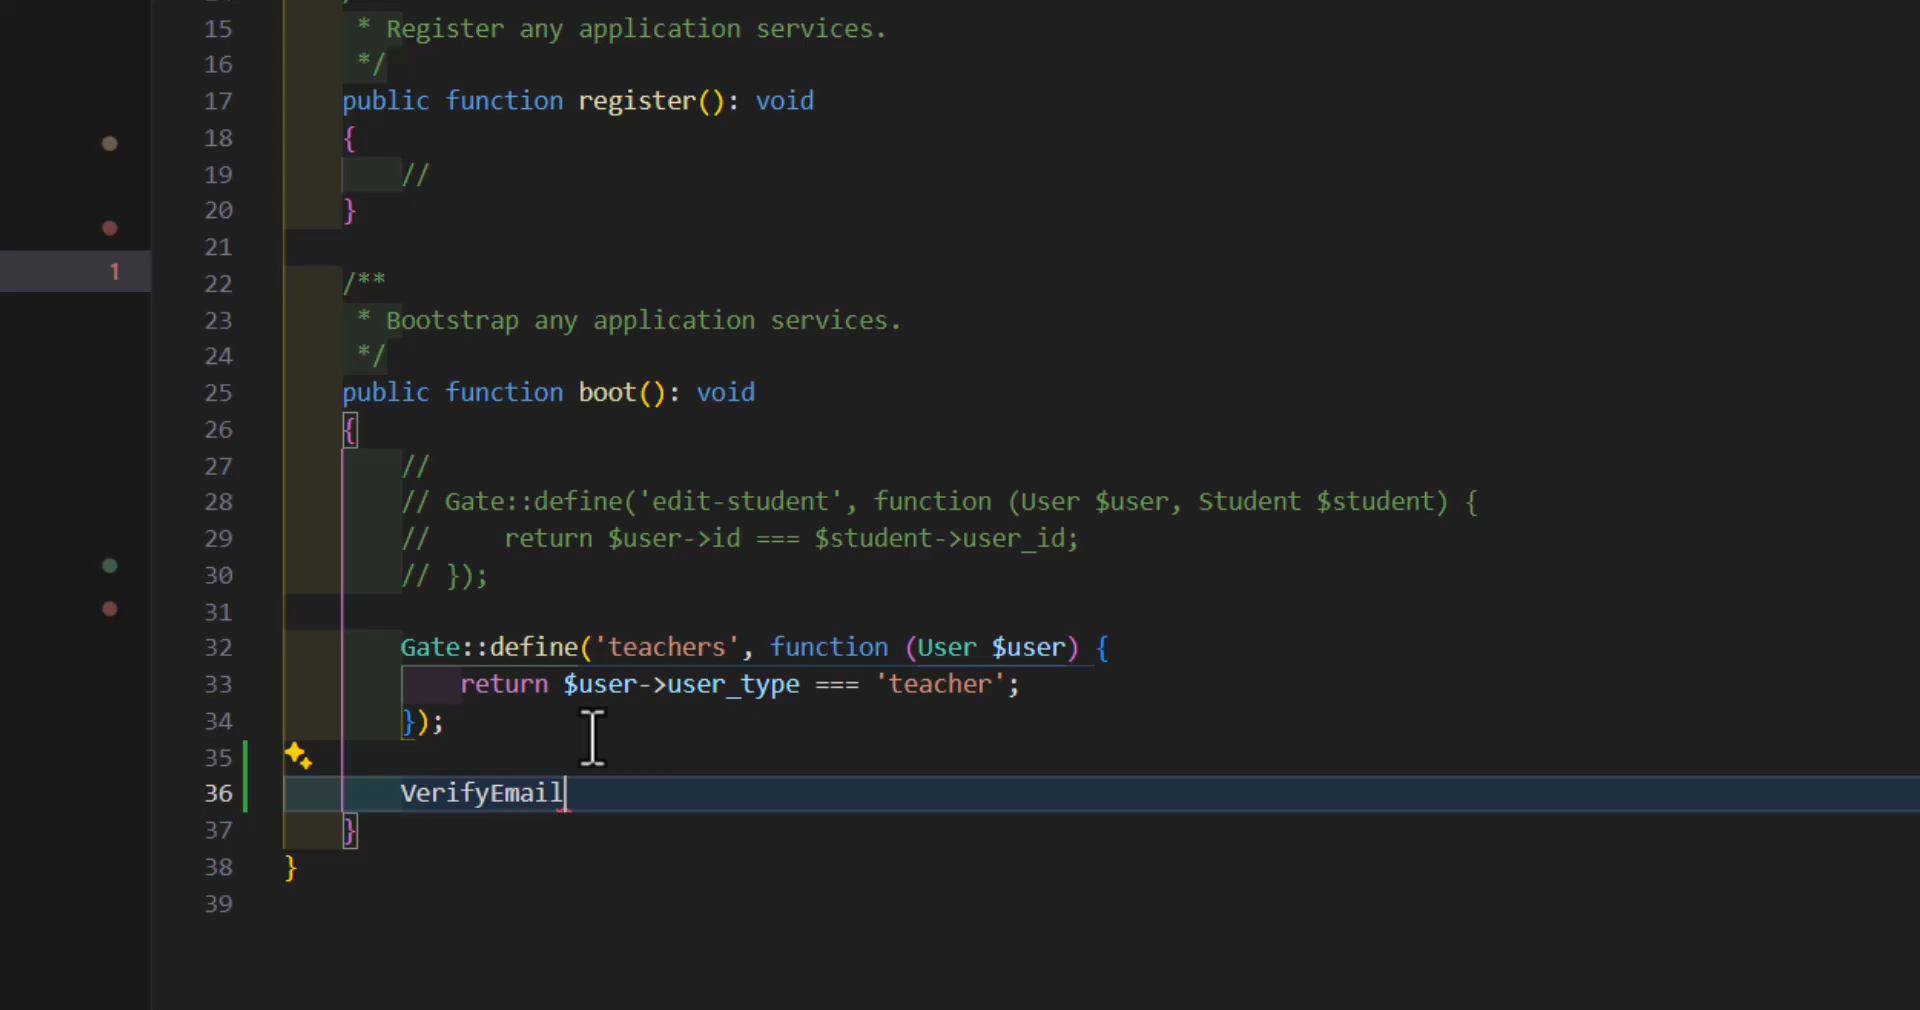 15 * Register any application services.
16 */
17 public function register(): void
18 {
1
19 //
20 }
21
22 /**
23 * Bootstrap any application services.
24 */
25 public function boot(): void
26 {
27 //
28 // Gate::define('edit-student', function (User $user, Student $student) {
29 // return $user->id === $student->user_id;
30 // });
31
32 Gate::define('teachers', function (User $user) {
33 return $user->user_type === 'teacher';
34 });
35
36 VerifyEmail
37 }
38 }
39